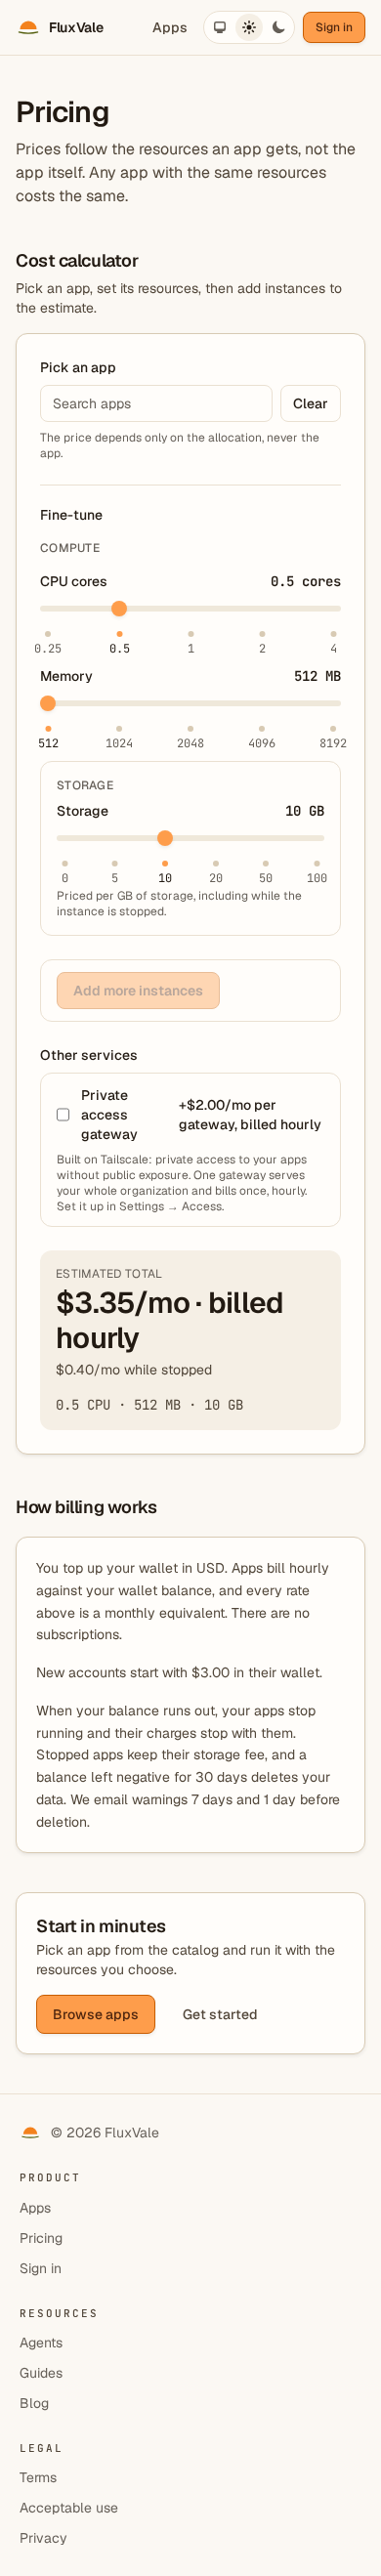 FluxVale
Apps
Sign in
Pricing
Prices follow the resources an app gets, not the
app itself. Any app with the same resources
costs the same.
Cost calculator
Pick an app, set its resources, then add instances to
the estimate.
Pick an app
Search apps
Clear
The price depends only on the allocation, never the
app.
Fine-tune
COMPUTE
CPU cores 0.5 cores
0.25 0.5 1 2 4
Memory 512 MB
512 1024 2048 4096 8192
STORAGE
Storage 10 GB
0 5 10 20 50 100
Priced per GB of storage, including while the
instance is stopped.
Add more instances
Other services
Private
access
gateway
+$2.00/mo per
gateway, billed hourly
Built on Tailscale: private access to your apps
without public exposure. One gateway serves
your whole organization and bills once, hourly.
Set it up in Settings → Access.
ESTIMATED TOTAL
$3.35/mo · billed
hourly
$0.40/mo while stopped
0.5 CPU · 512 MB · 10 GB
How billing works
You top up your wallet in USD. Apps bill hourly
against your wallet balance, and every rate
above is a monthly equivalent. There are no
subscriptions.
New accounts start with $3.00 in their wallet.
When your balance runs out, your apps stop
running and their charges stop with them.
Stopped apps keep their storage fee, and a
balance left negative for 30 days deletes your
data. We email warnings 7 days and 1 day before
deletion.
Start in minutes
Pick an app from the catalog and run it with the
resources you choose.
Browse apps
Get started
© 2026 FluxVale
PRODUCT
Apps
Pricing
Sign in
RESOURCES
Agents
Guides
Blog
LEGAL
Terms
Acceptable use
Privacy